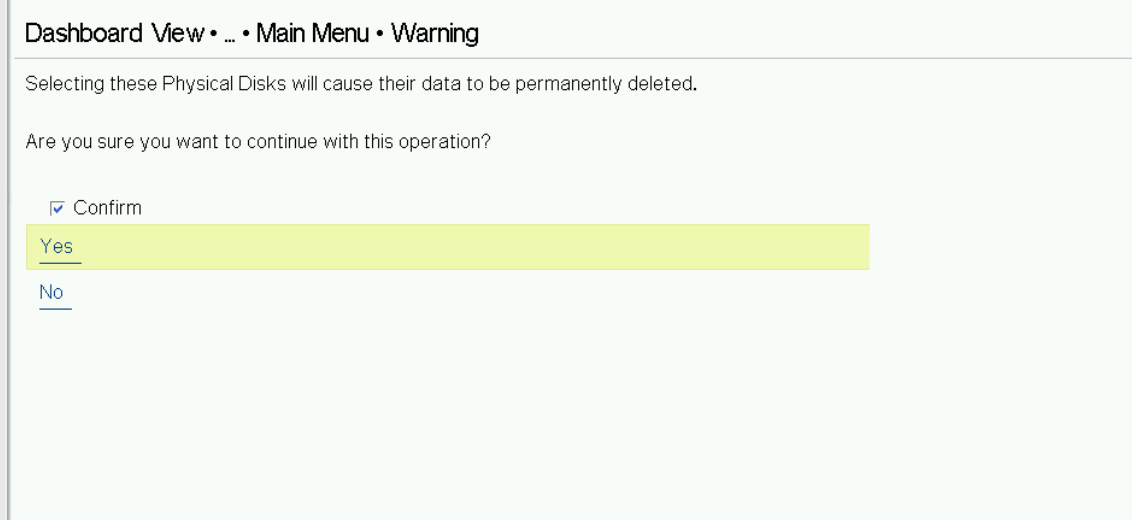 Dashboard View • ... • Main Menu • Warning
Selecting these Physical Disks will cause their data to be permanently deleted.
Are you sure you want to continue with this operation?
Confirm
Yes
No